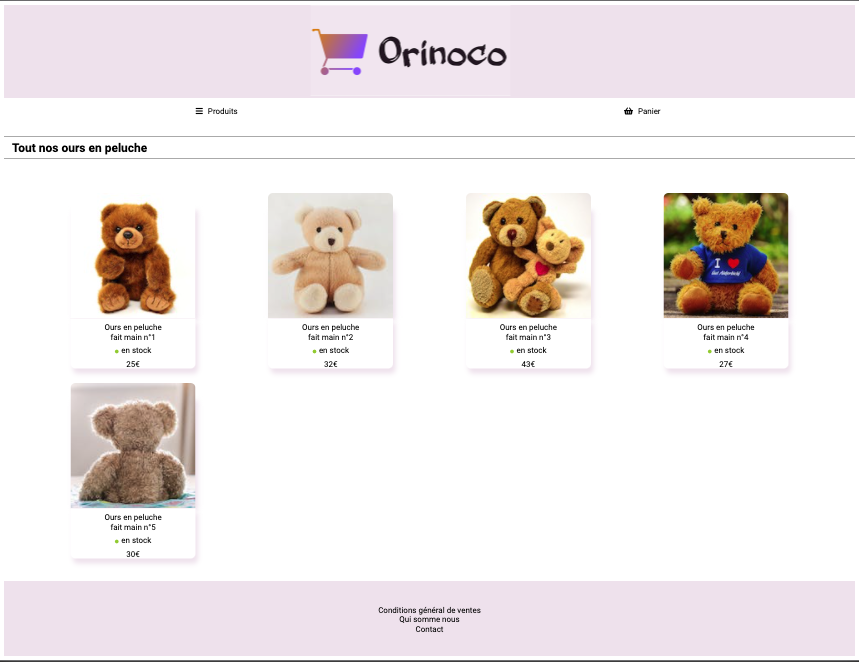 Orinoco
Produits
Panier
Tout nos ours en peluche
Ours en peluche
fait main n°1
en stock
25€
Ours en peluche
fait main n°2
en stock
32€
Ours en peluche
fait main n°3
en stock
43€
I ❤
Ours en peluche
fait main n°4
en stock
27€
Ours en peluche
fait main n°5
en stock
30€
Conditions général de ventes
Qui somme nous
Contact